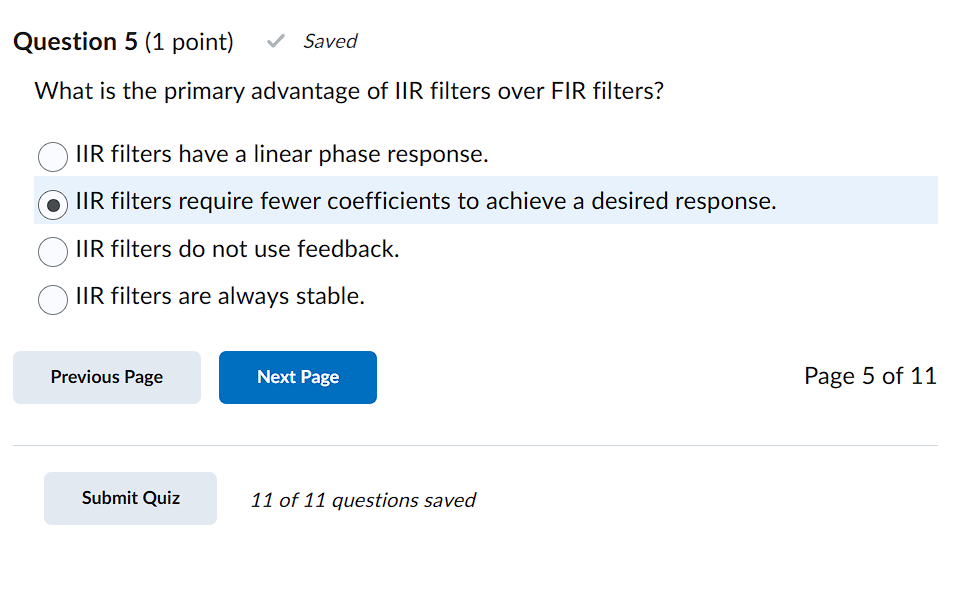 Question 5 (1 point) Saved
What is the primary advantage of IIR filters over FIR filters?
IIR filters have a linear phase response.
IIR filters require fewer coefficients to achieve a desired response.
IIR filters do not use feedback.
IIR filters are always stable.
Previous Page Next Page Page 5 of 11
Submit Quiz 11 of 11 questions saved